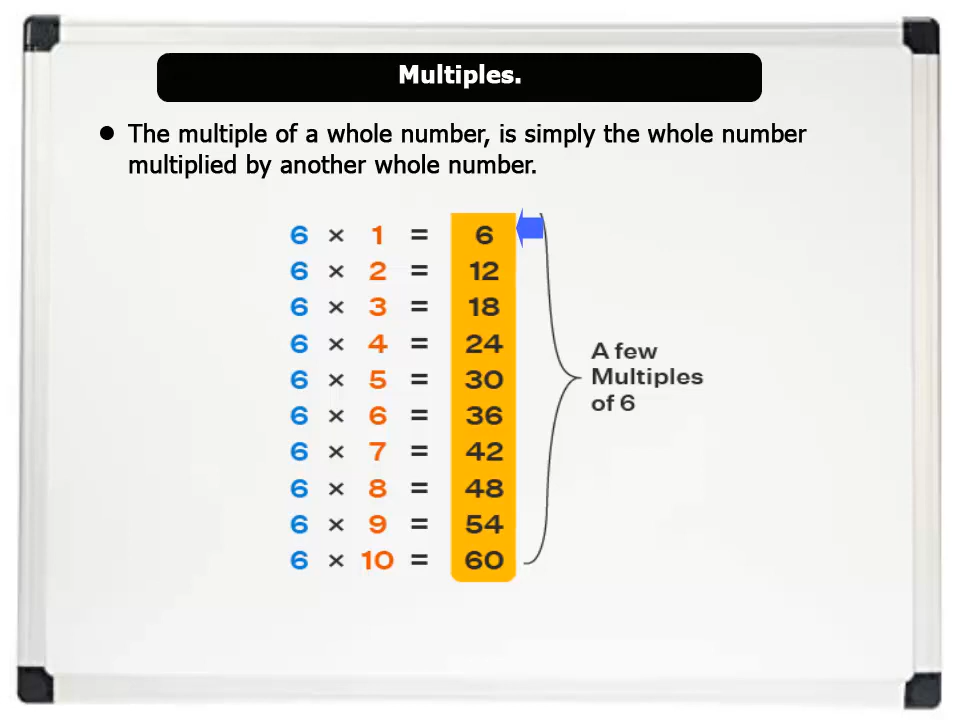 Multiples.
● The multiple of a whole number, is simply the whole number
multiplied by another whole number.
6 × 1 = 6
6 × 2 = 12
6 × 3 = 18
6 × 4 = 24
6 × 5 = 30
6 × 6 = 36
6 × 7 = 42
6 × 8 = 48
6 × 9 = 54
6 × 10 = 60
A few
Multiples
of 6